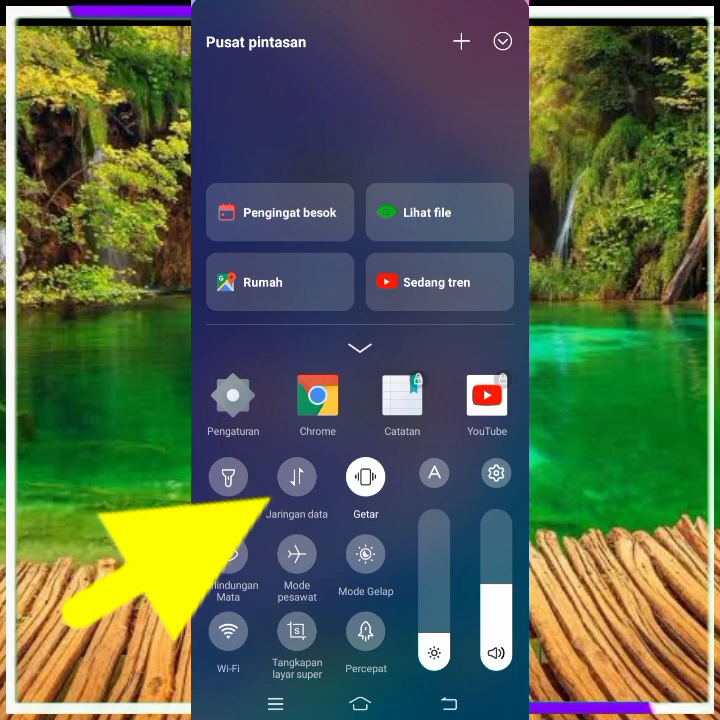 Pusat pintasan
Pengingat besok
Lihat file
Rumah
Sedang tren
Pengaturan
Chrome
Catatan
YouTube
A
Jaringan data
Getar
Mata
Mode
pesawat
Mode Gelap
S
Wi-Fi
Tangkapan
layar super
Percepat